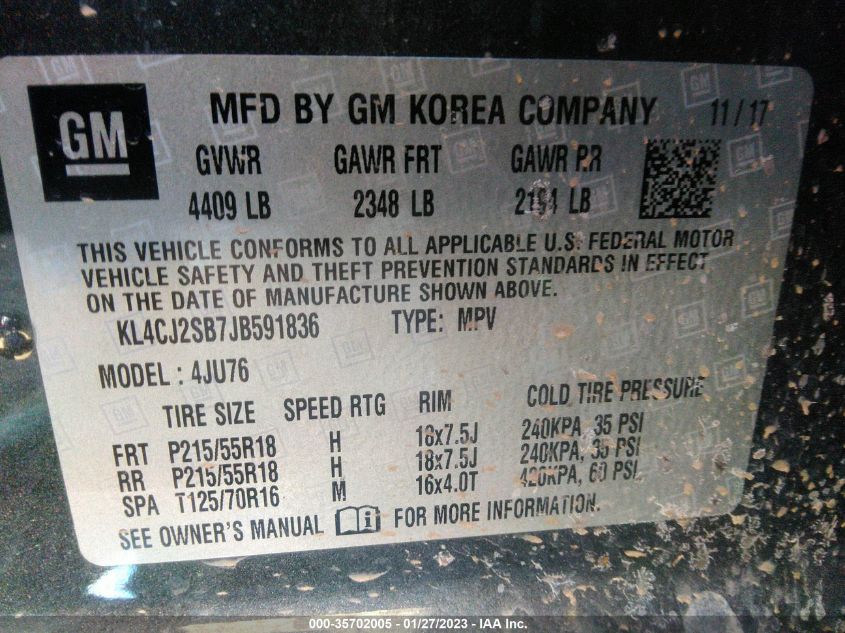 GM
MFD BY GM KOREA COMPANY 11/17
GVWR GAWR FRT GAWR RR
4409 LB 2348 LB 2194 LB
THIS VEHICLE CONFORMS TO ALL APPLICABLE U.S. FEDERAL MOTOR
VEHICLE SAFETY AND THEFT PREVENTION STANDARDS IN EFFECT
ON THE DATE OF MANUFACTURE SHOWN ABOVE.
KL4CJ2SB7JB591836 TYPE: MPV
MODEL : 4JU76
TIRE SIZE SPEED RTG RIM COLD TIRE PRESSURE
FRT P215/55R18 H 18x7.5J 240KPA, 35 PSI
RR P215/55R18 H 18x7.5J 240KPA, 35 PSI
SPA T125/70R16 M 16x4.0T 420KPA, 60 PSI
SEE OWNER'S MANUAL FOR MORE INFORMATION.
000-35702005 - 01/27/2023 - IAA Inc.